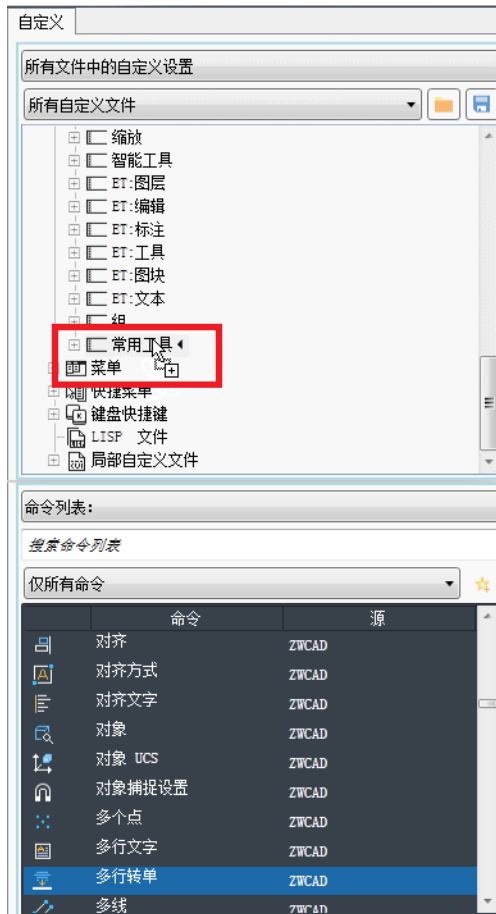 自定义
所有文件中的自定义设置
所有自定义文件
缩放
智能工具
ET:图层
ET:编辑
ET:标注
ET:工具
ET:图块
ET:文本
组
常用工具
菜单
快捷菜单
键盘快捷键
LISP 文件
局部自定义文件
命令列表:
搜索命令列表
仅所有命令
命令 源
对齐 ZWCAD
对齐方式 ZWCAD
对齐文字 ZWCAD
对象 ZWCAD
对象 UCS ZWCAD
对象捕捉设置 ZWCAD
多个点 ZWCAD
多行文字 ZWCAD
多行转单 ZWCAD
多线 ZWCAD